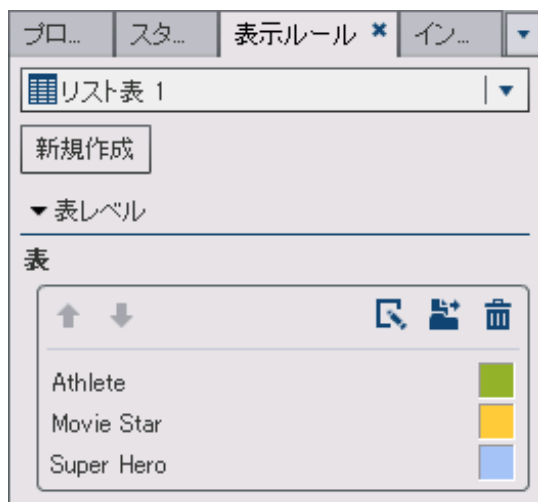 プロ...
スタ...
表示ルール
イン...
リスト表 1
新規作成
表レベル
表
Athlete
Movie Star
Super Hero